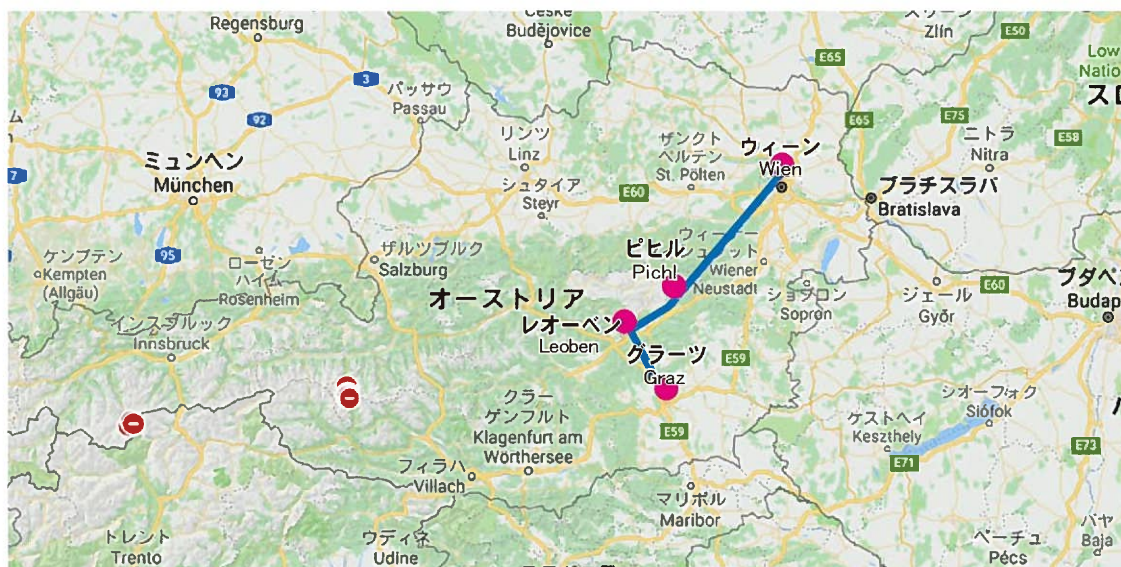 Regensburg
České
Budějovice
スリーン
Zlín
E50
E65
3
93
92
パッサウ
Passau
E65
E75
E58
ミュンヘン
München
リンツ
Linz
ザンクト
ペルテン
St. Pölten
ウィーン
Wien
ニトラ
Nitra
7
シュタイア
Steyr
E60
ブラチスラバ
Bratislava
95
ケンプテン
Kempten
(Allgäu)
ローゼン
ハイム
Rosenheim
ザルツブルク
Salzburg
ピヒル
Pichl
ウィーナー
Wiener
Neustadt
ショプロン
Sopron
ジェール
Győr
E60
オーストリア
インスブルック
Innsbruck
レオーベン
Leoben
グラーツ
Graz
E59
クラー
ゲンフルト
Klagenfurt am
Wörthersee
シオーフォク
Siófok
ケストヘイ
Keszthely
E59
E71
E73
フィラハ
Villach
マリボル
Maribor
トレント
Trento
ウディネ
Udine
ペーチュ
Pécs
バヤ
Baja